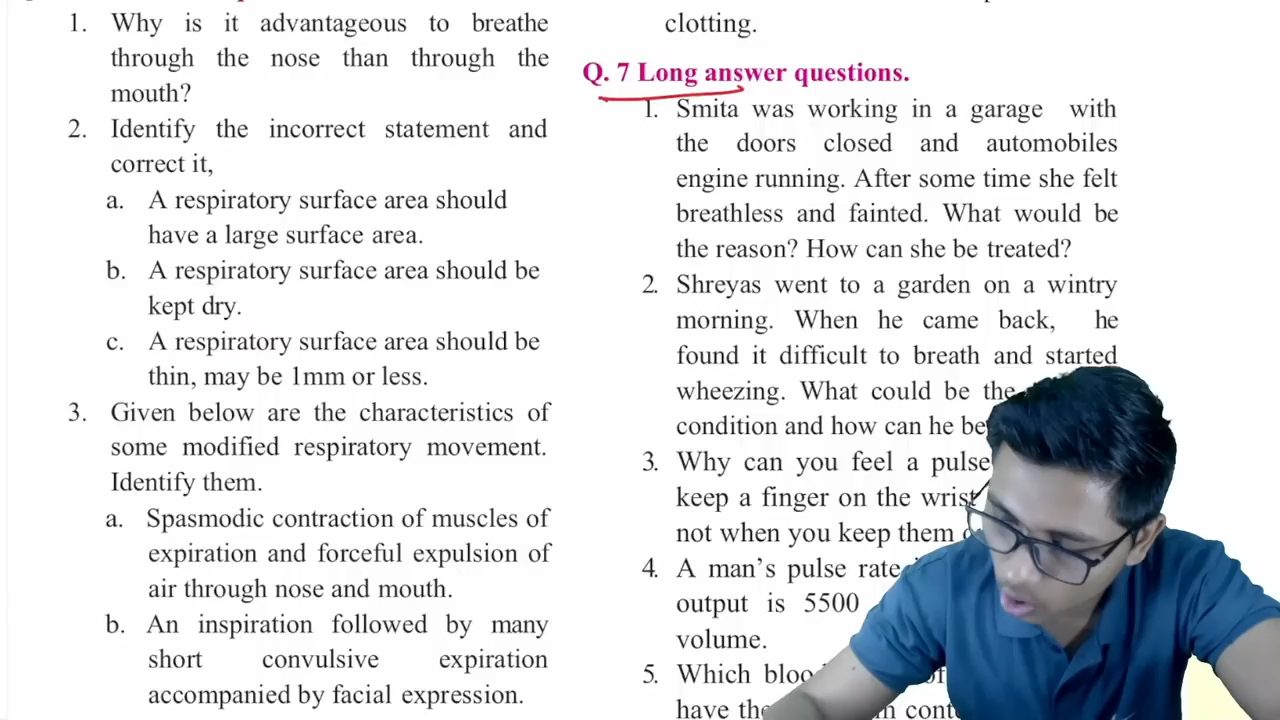 1. Why is it advantageous to breathe
through the nose than through the
mouth?
2. Identify the incorrect statement and
correct it,
a. A respiratory surface area should
have a large surface area.
b. A respiratory surface area should be
kept dry.
c. A respiratory surface area should be
thin, may be 1mm or less.
3. Given below are the characteristics of
some modified respiratory movement.
Identify them.
a. Spasmodic contraction of muscles of
expiration and forceful expulsion of
air through nose and mouth.
b. An inspiration followed by many
short convulsive expiration
accompanied by facial expression.
clotting.
Q. 7 Long answer questions.
1. Smita was working in a garage with
the doors closed and automobiles
engine running. After some time she felt
breathless and fainted. What would be
the reason? How can she be treated?
2. Shreyas went to a garden on a wintry
morning. When he came back, he
found it difficult to breath and started
wheezing. What could be the
condition and how can he be
3. Why can you feel a pulse
keep a finger on the wrist
not when you keep them
4. A man's pulse rate
output is 5500
volume.
5. Which of
have